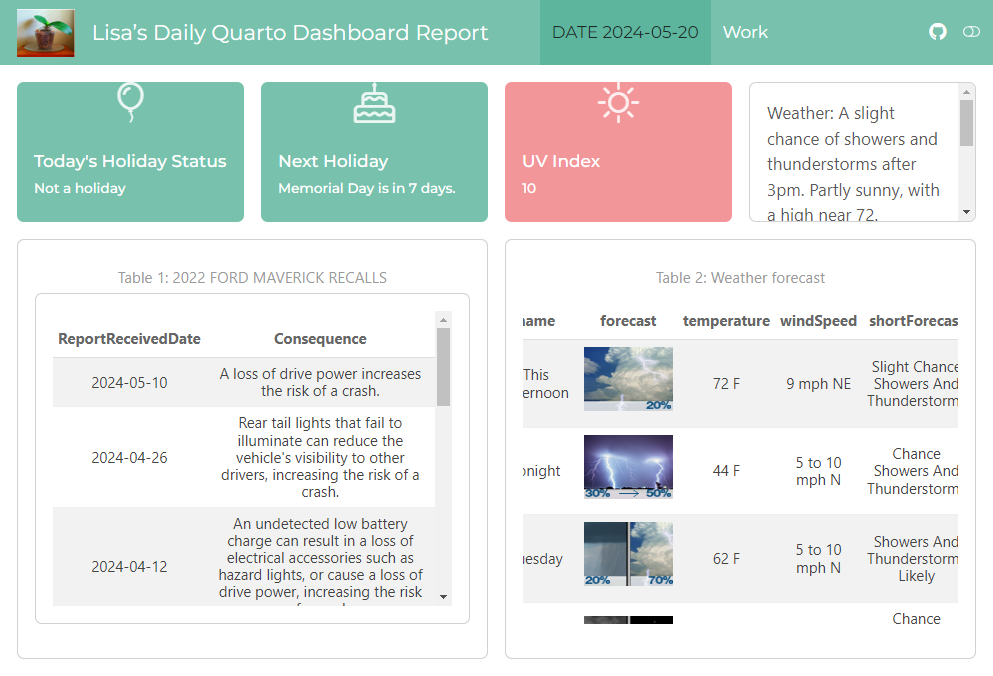 Lisa's Daily Quarto Dashboard Report
DATE 2024-05-20
Work
Today's Holiday Status
Not a holiday
Next Holiday
Memorial Day is in 7 days.
UV Index
10
Weather: A slight
chance of showers and
thunderstorms after
3pm. Partly sunny, with
a high near 72.
Table 1: 2022 FORD MAVERICK RECALLS
ReportReceivedDate Consequence
2024-05-10
A loss of drive power increases
the risk of a crash.
2024-04-26
Rear tail lights that fail to
illuminate can reduce the
vehicle's visibility to other
drivers, increasing the risk of a
crash.
2024-04-12
An undetected low battery
charge can result in a loss of
electrical accessories such as
hazard lights, or cause a loss of
drive power, increasing the risk
Table 2: Weather forecast
name forecast temperature windSpeed shortForecas
This
ernoon
20%
72 F
9 mph NE
Slight Chance
Showers And
Thunderstorm
onight
30% 50%
44 F
5 to 10
mph N
Chance
Showers And
Thunderstorm
uesday
20% 70%
62 F
5 to 10
mph N
Showers And
Thunderstorm
Likely
Chance